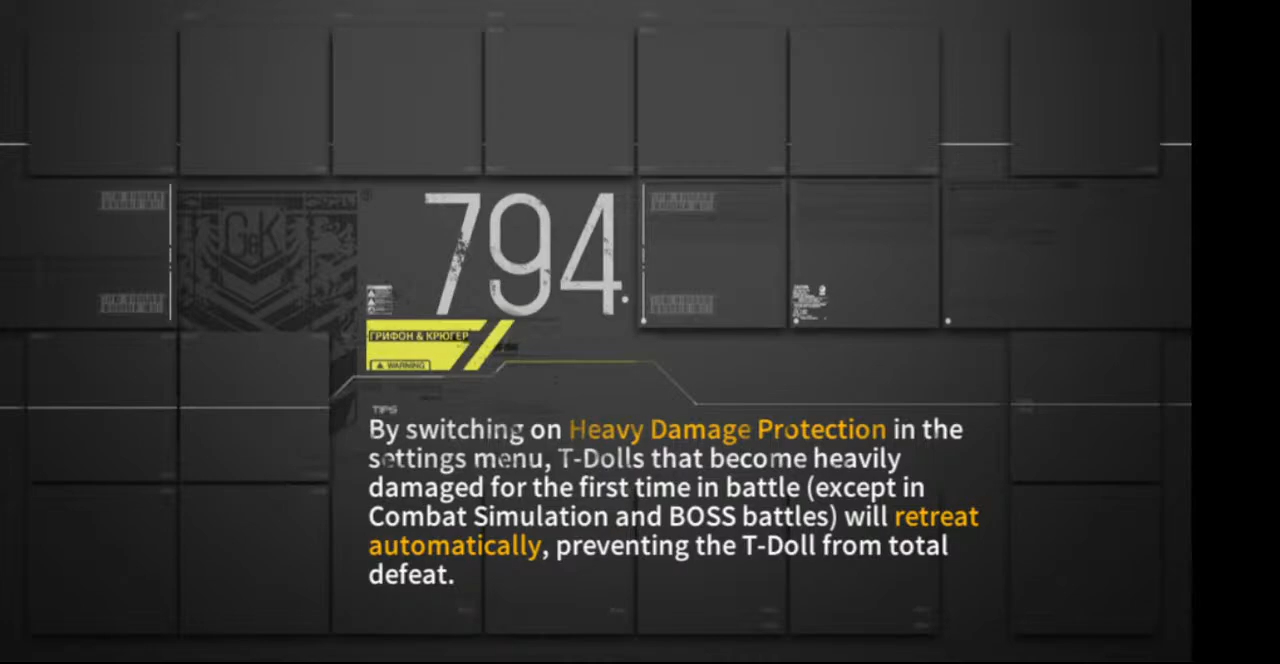 G&K
794.
ГРИФОН & КРЮГЕР
WARNING
TIPS
By switching on Heavy Damage Protection in the
settings menu, T-Dolls that become heavily
damaged for the first time in battle (except in
Combat Simulation and BOSS battles) will retreat
automatically, preventing the T-Doll from total
defeat.